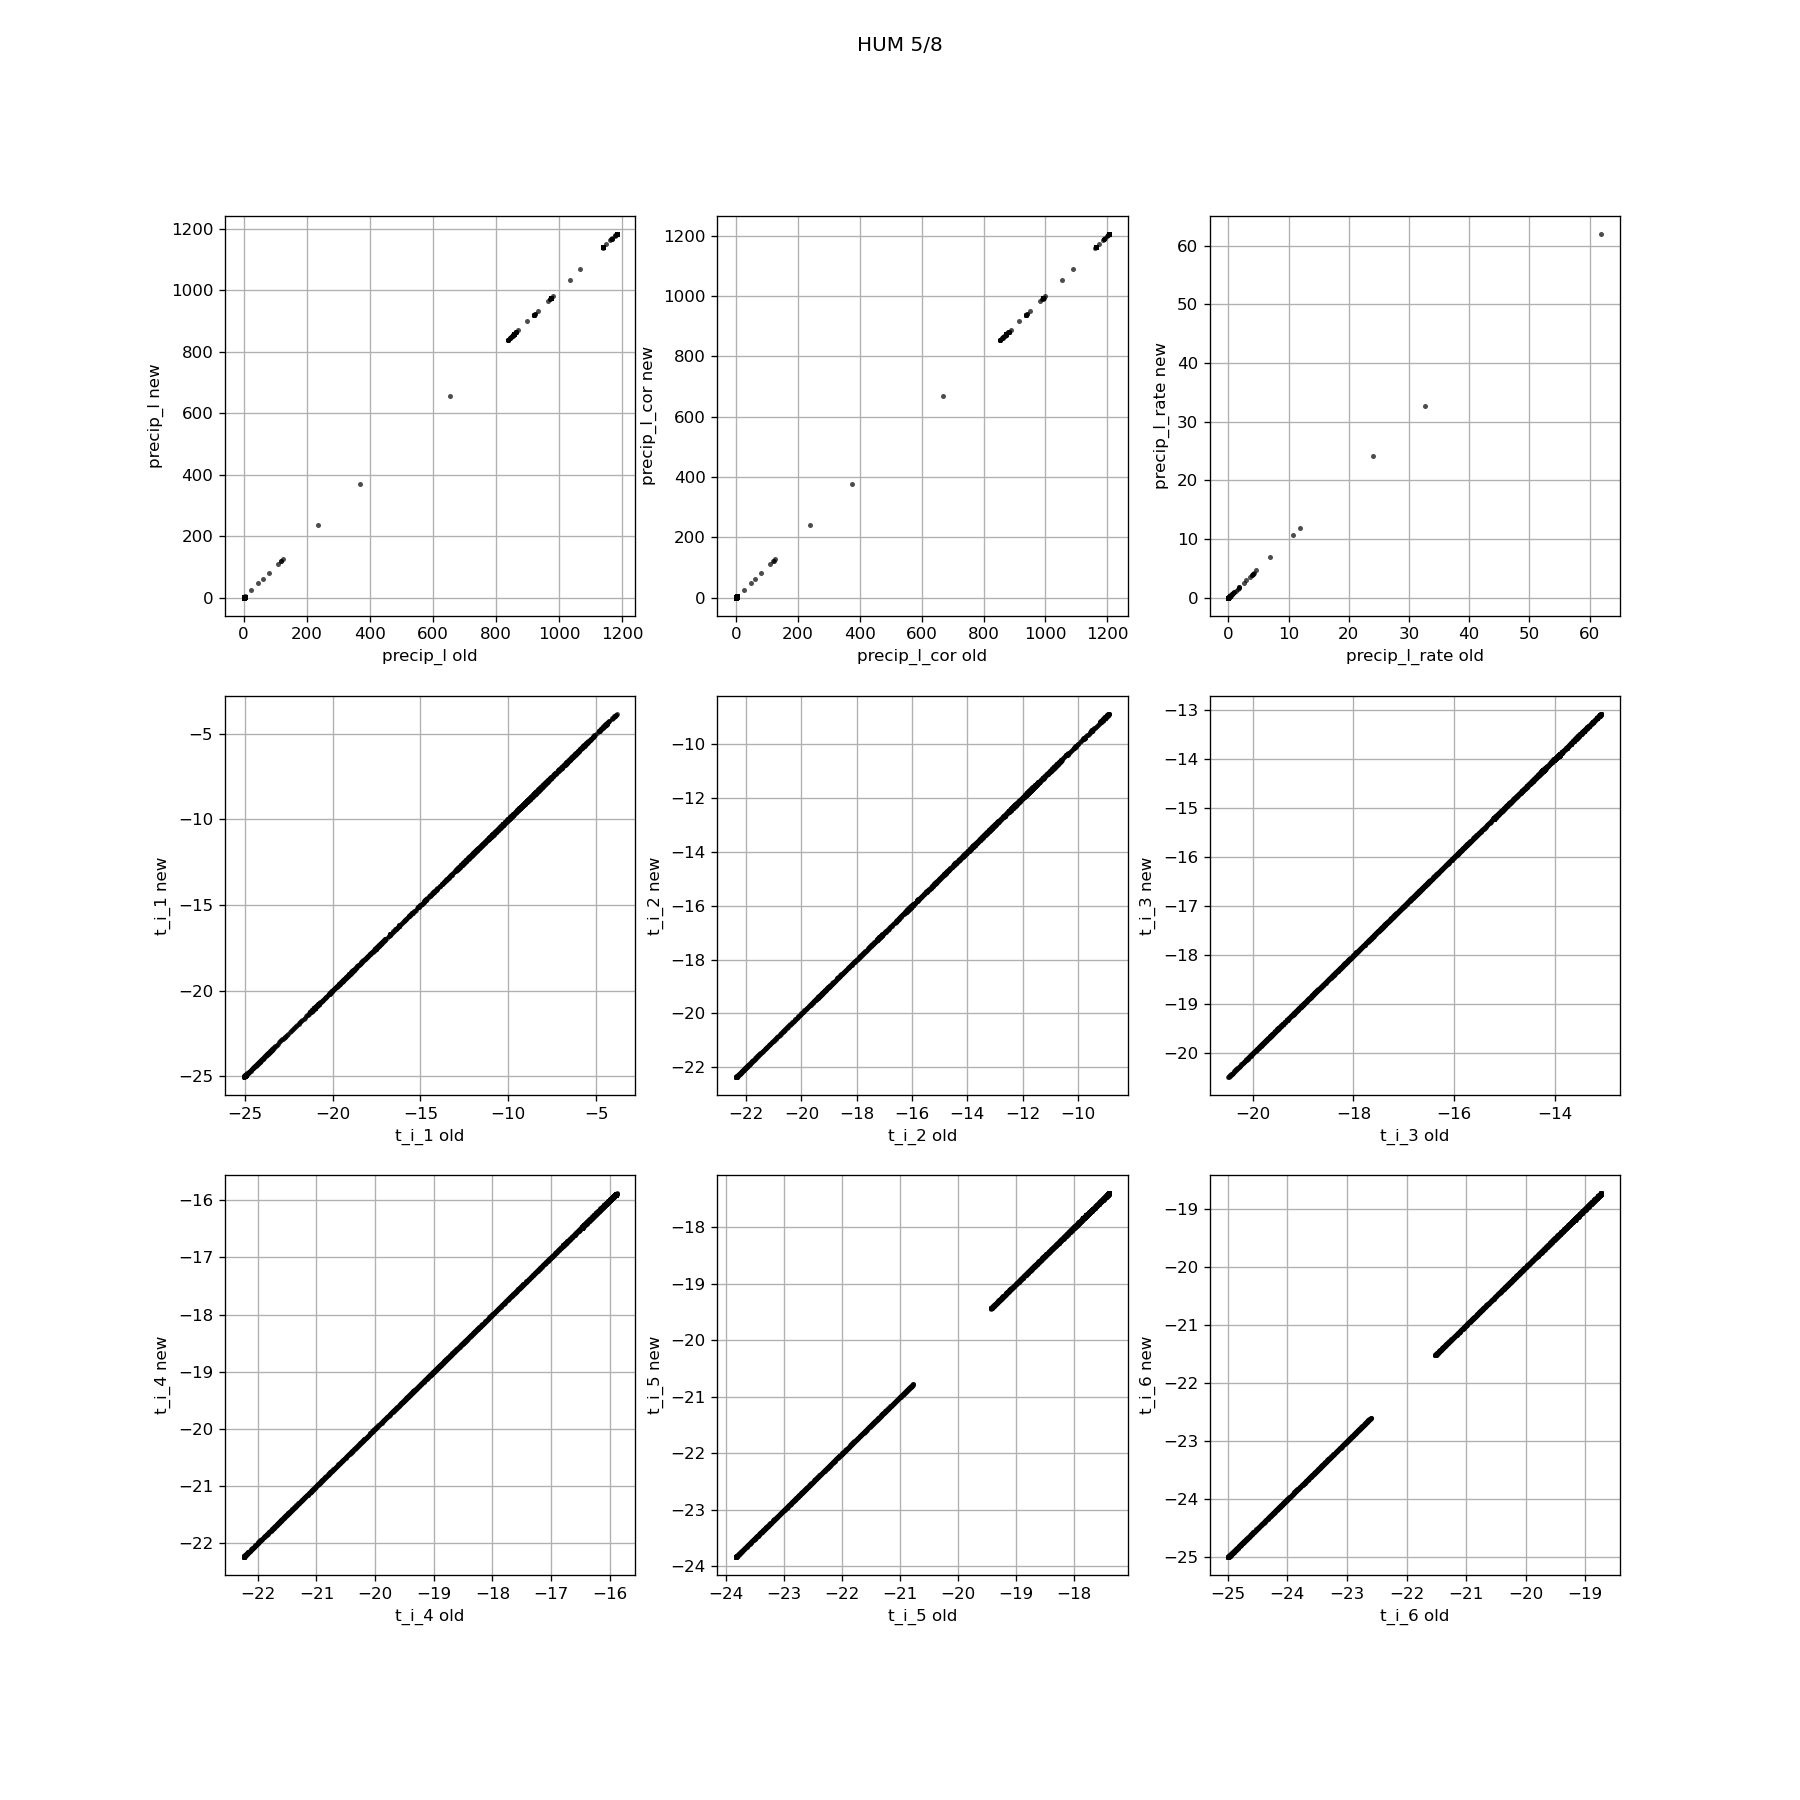 HUM 5/8
1200
1000
800
600
400
200
0
precip_l new
0 200 400 600 800 1000 1200
precip_l old
1200
1000
800
600
400
200
0
precip_l_cor new
0 200 400 600 800 1000 1200
precip_l_cor old
60
50
40
30
20
10
0
precip_l_rate new
0 10 20 30 40 50 60
precip_l_rate old
−5
−10
−15
−20
−25
t_i_1 new
−25 −20 −15 −10 −5
t_i_1 old
−10
−12
−14
−16
−18
−20
−22
t_i_2 new
−22 −20 −18 −16 −14 −12 −10
t_i_2 old
−13
−14
−15
−16
−17
−18
−19
−20
t_i_3 new
−20 −18 −16 −14
t_i_3 old
−16
−17
−18
−19
−20
−21
−22
t_i_4 new
−22 −21 −20 −19 −18 −17 −16
t_i_4 old
−18
−19
−20
−21
−22
−23
−24
t_i_5 new
−24 −23 −22 −21 −20 −19 −18
t_i_5 old
−19
−20
−21
−22
−23
−24
−25
t_i_6 new
−25 −24 −23 −22 −21 −20 −19
t_i_6 old